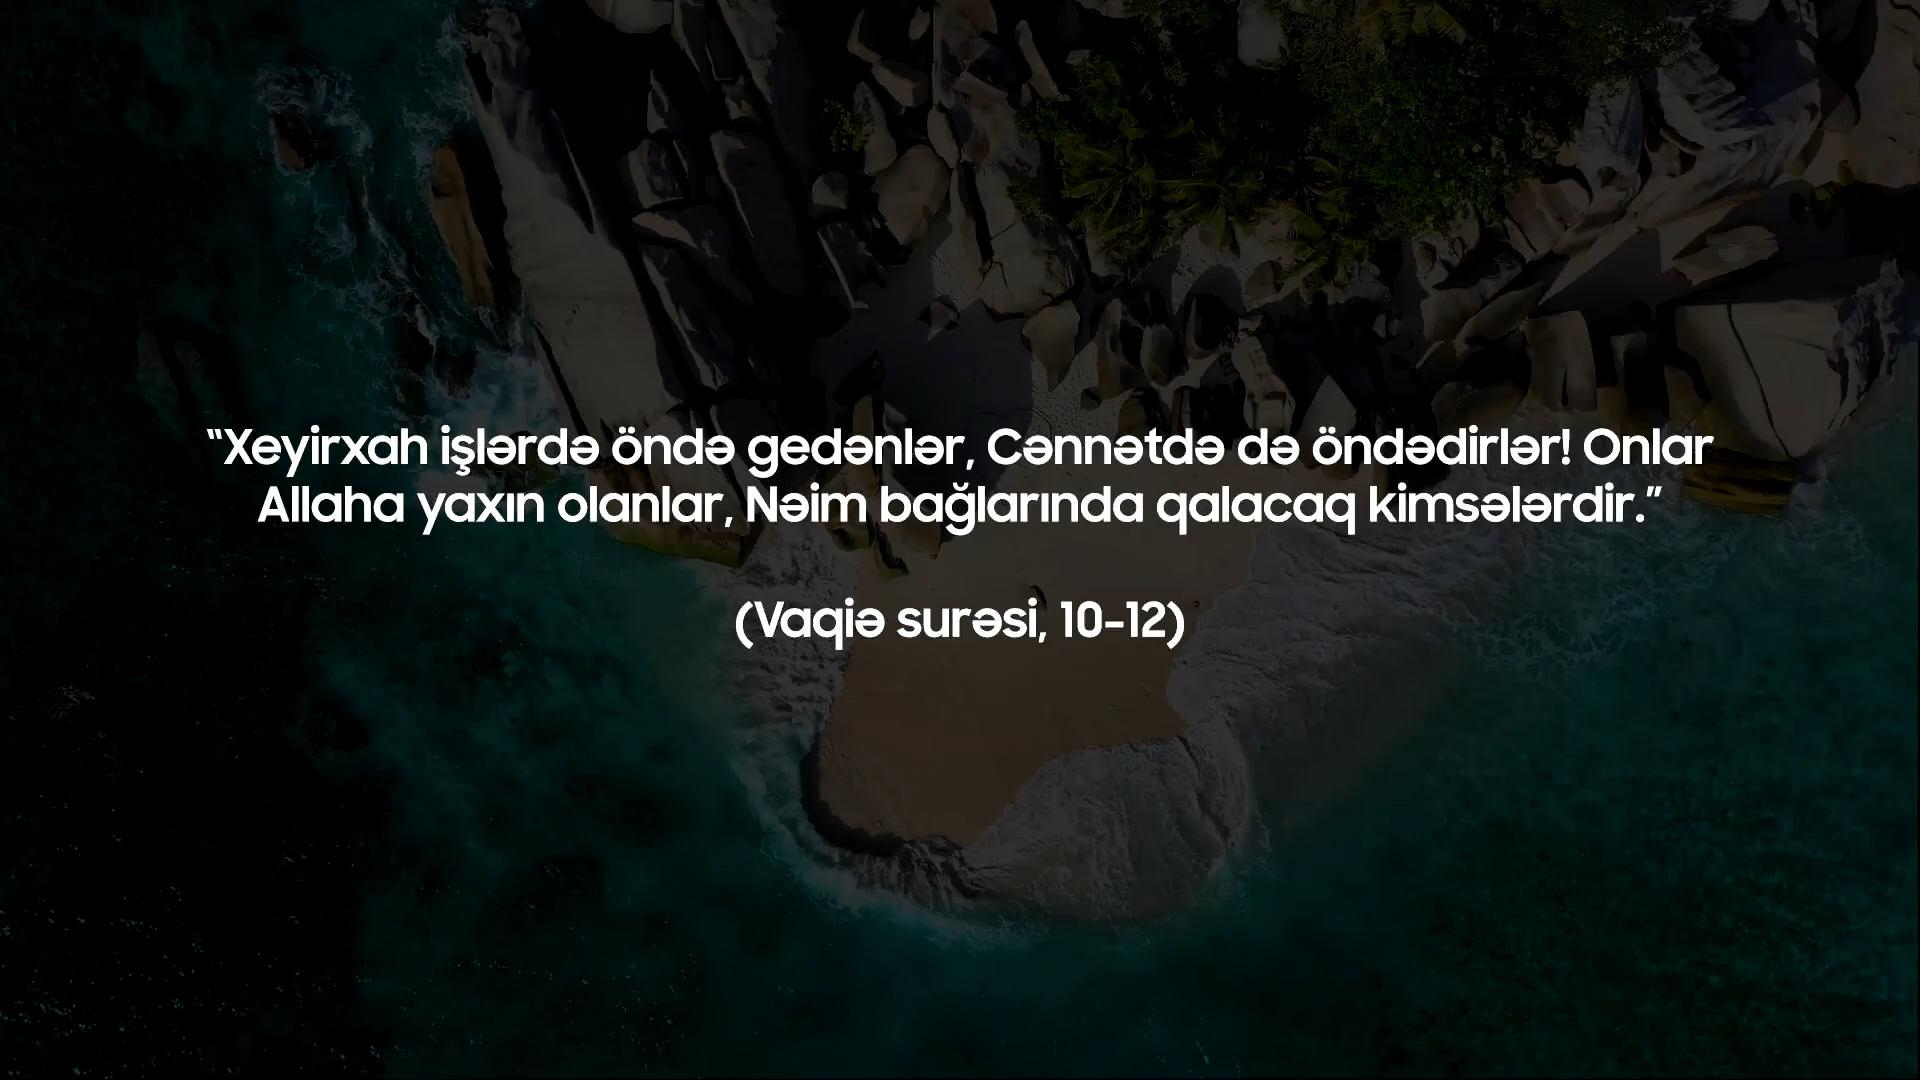 “Xeyirxah işlərdə öndə gedənlər, Cənnətdə də öndədirlər! Onlar
Allaha yaxın olanlar, Nəim bağlarında qalacaq kimsələrdir.”
(Vaqiə surəsi, 10-12)